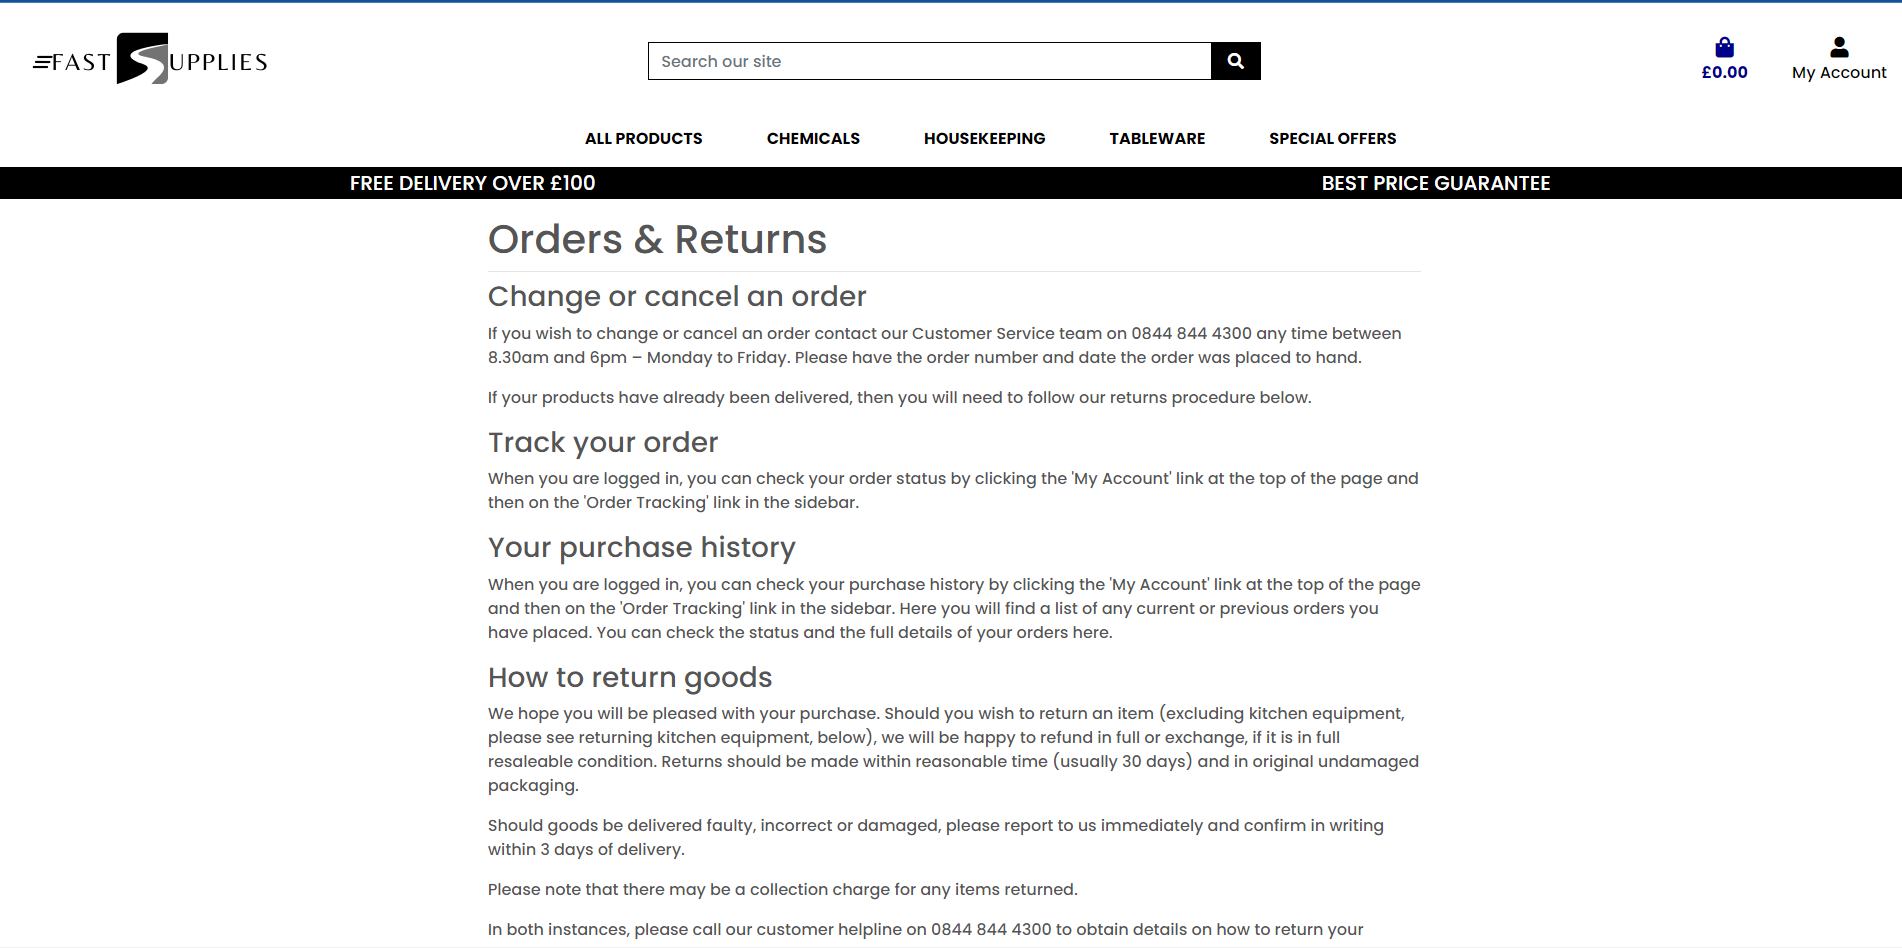 FAST SUPPLIES
Search our site
£0.00
My Account
ALL PRODUCTS
CHEMICALS
HOUSEKEEPING
TABLEWARE
SPECIAL OFFERS
FREE DELIVERY OVER £100
BEST PRICE GUARANTEE
Orders & Returns
Change or cancel an order
If you wish to change or cancel an order contact our Customer Service team on 0844 844 4300 any time between
8.30am and 6pm – Monday to Friday. Please have the order number and date the order was placed to hand.
If your products have already been delivered, then you will need to follow our returns procedure below.
Track your order
When you are logged in, you can check your order status by clicking the 'My Account' link at the top of the page and
then on the 'Order Tracking' link in the sidebar.
Your purchase history
When you are logged in, you can check your purchase history by clicking the 'My Account' link at the top of the page
and then on the 'Order Tracking' link in the sidebar. Here you will find a list of any current or previous orders you
have placed. You can check the status and the full details of your orders here.
How to return goods
We hope you will be pleased with your purchase. Should you wish to return an item (excluding kitchen equipment,
please see returning kitchen equipment, below), we will be happy to refund in full or exchange, if it is in full
resaleable condition. Returns should be made within reasonable time (usually 30 days) and in original undamaged
packaging.
Should goods be delivered faulty, incorrect or damaged, please report to us immediately and confirm in writing
within 3 days of delivery.
Please note that there may be a collection charge for any items returned.
In both instances, please call our customer helpline on 0844 844 4300 to obtain details on how to return your